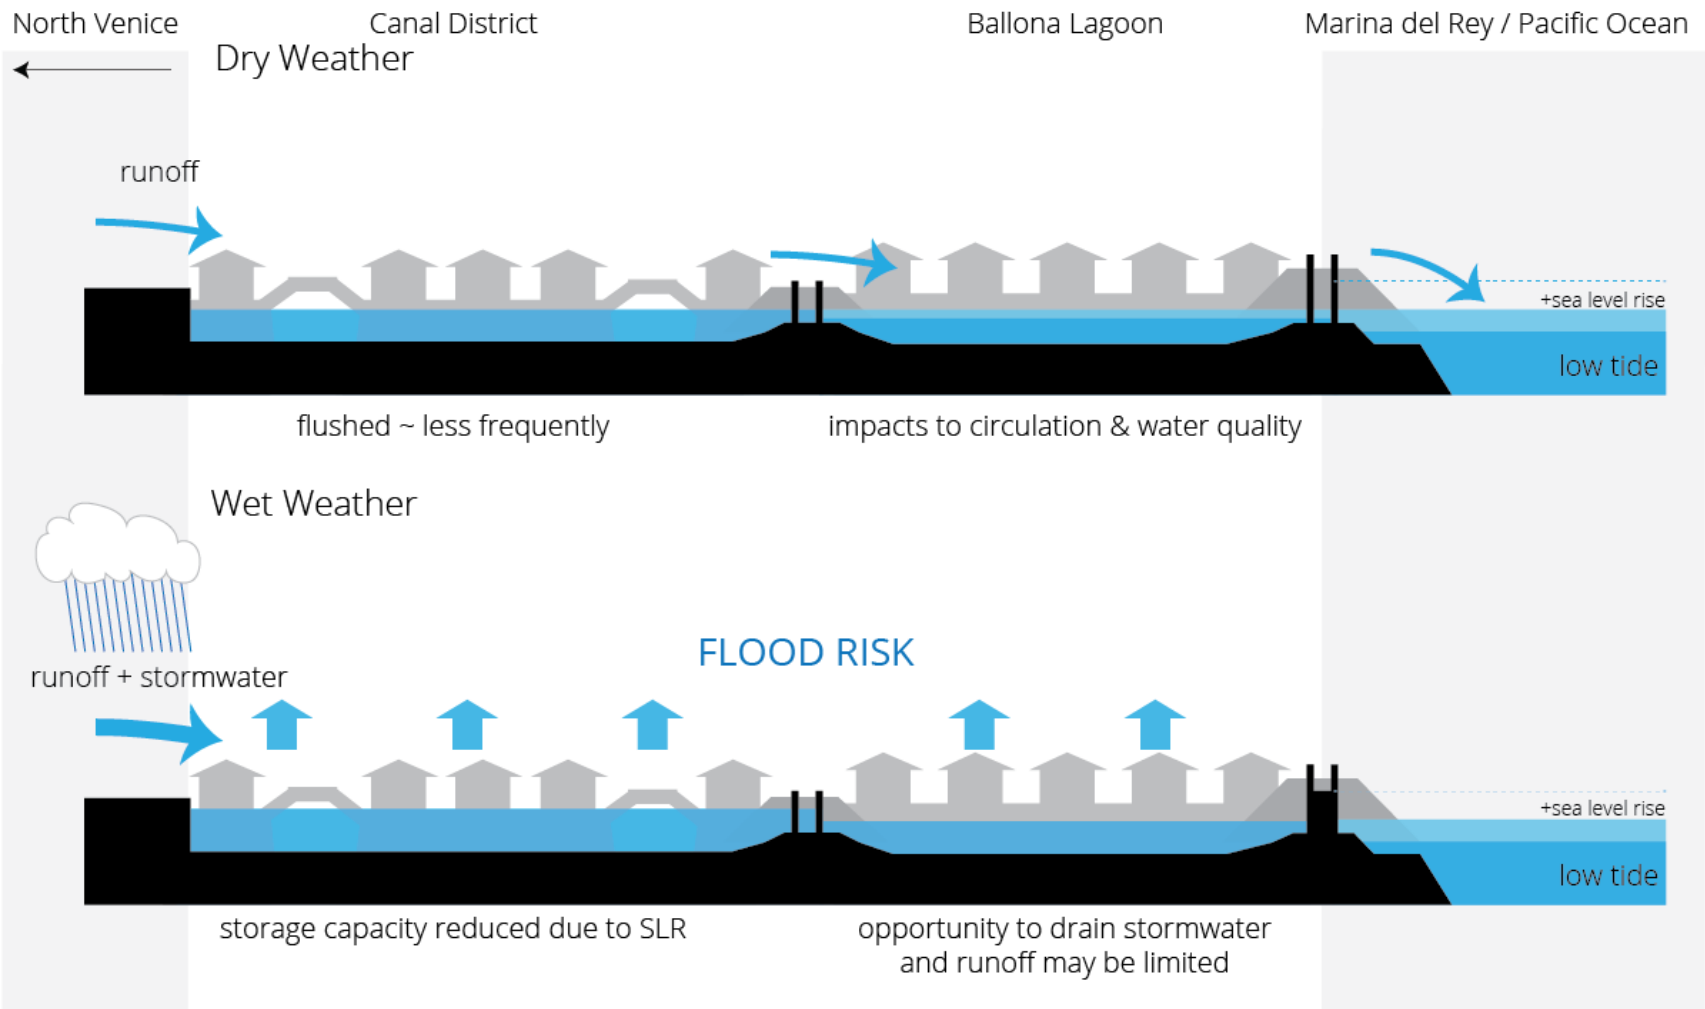 North Venice
Canal District
Ballona Lagoon
Marina del Rey / Pacific Ocean
Dry Weather
runoff
+sea level rise
low tide
flushed ~ less frequently
impacts to circulation & water quality
Wet Weather
FLOOD RISK
runoff + stormwater
+sea level rise
low tide
storage capacity reduced due to SLR
opportunity to drain stormwater
and runoff may be limited